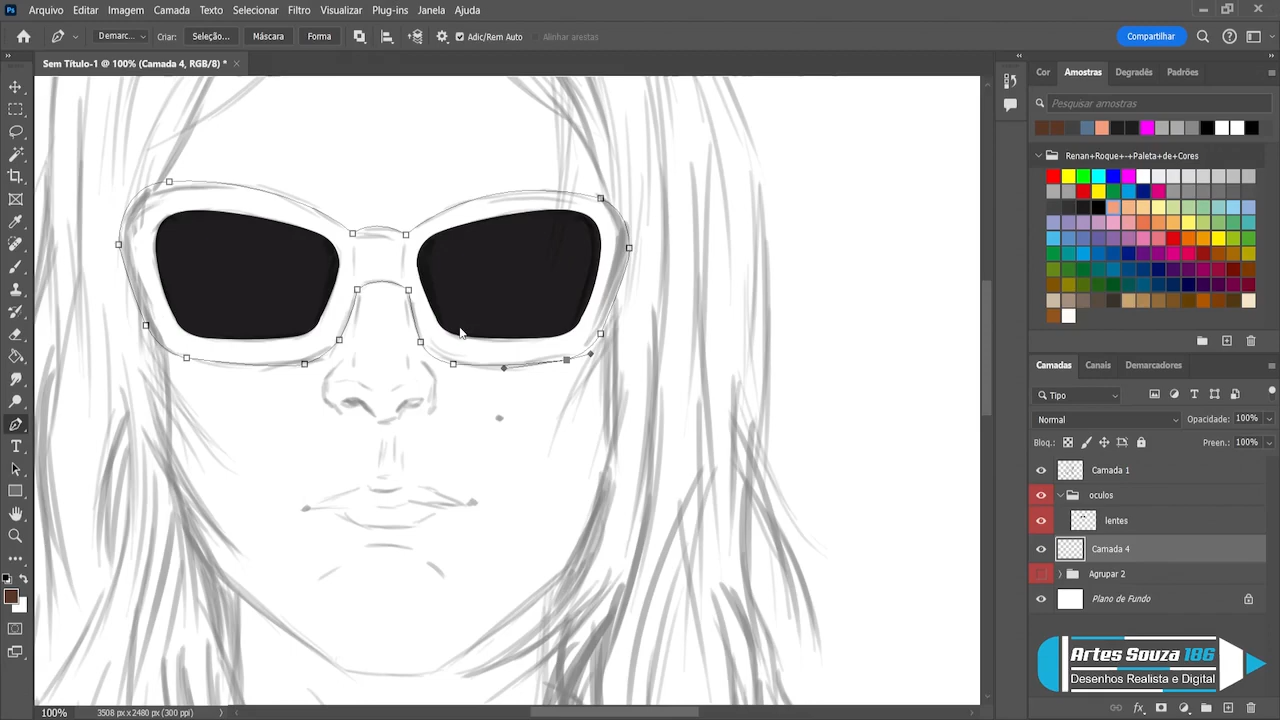 Ps Arquivo Editar Imagem Camada Texto Selecionar Filtro Visualizar Plug-ins Janela Ajuda
Demarc... Criar: Seleção... Máscara Forma Adic/Rem Auto Alinhar arestas Compartilhar
Sem Título-1 @ 100% (Camada 4, RGB/8) *
Cor Amostras Degradês Padrões
Pesquisar amostras
Renan+Roque+-+Paleta+de+Cores
Camadas Canais Demarcadores
Tipo
Normal Opacidade: 100%
Bloq.: Preen.: 100%
Camada 1
oculos
lentes
Camada 4
Agrupar 2
Plano de Fundo
Artes Souza 186
Desenhos Realista e Digital
100% 3508 px x 2480 px (300 ppi)